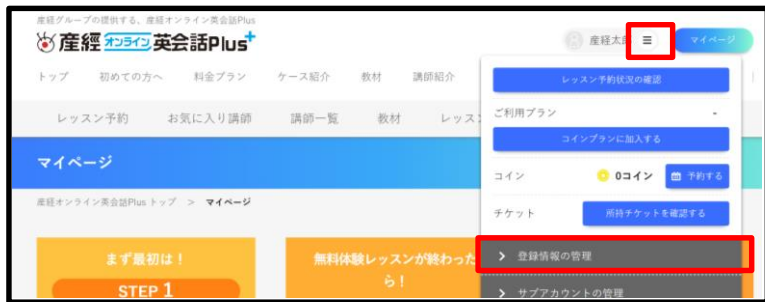 産経グループの提供する、産経オンライン英会話Plus
産經オンライン英会話Plus+
産経太郎
マイページ
トップ 初めての方へ 料金プラン ケース紹介 教材 講師紹介
レッスン予約 お気に入り講師 講師一覧 教材 レッス
マイページ
産経オンライン英会話Plus トップ > マイページ
まず最初は！
STEP 1
無料体験レッスンが終わった
ら！
レッスン予約状況の確認
ご利用プラン -
コインプランに加入する
コイン 0コイン 予約する
チケット 所持チケットを確認する
> 登録情報の管理
> サブアカウントの管理